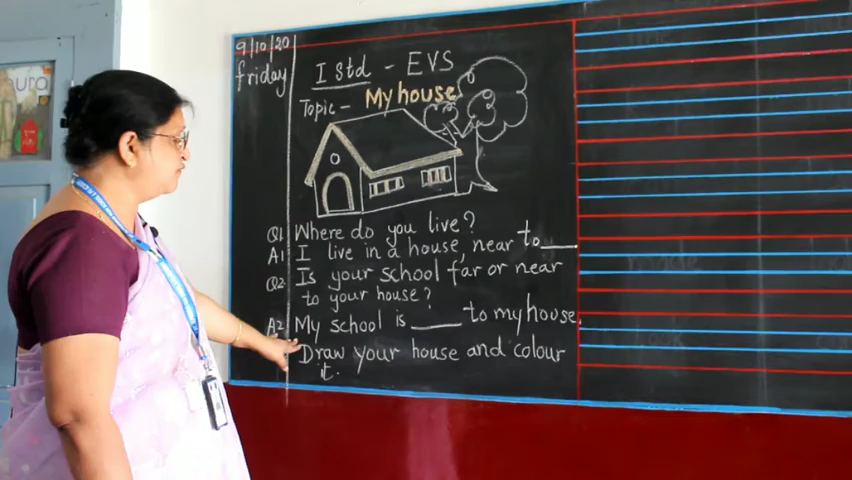 9/10/20
friday
I Std - EVS
Topic - My house
Q1 Where do you live?
A1 I live in a house, near to ____
Q2 Is your school far or near
to your house?
A2 My school is ____ to my house.
Draw your house and colour
it.